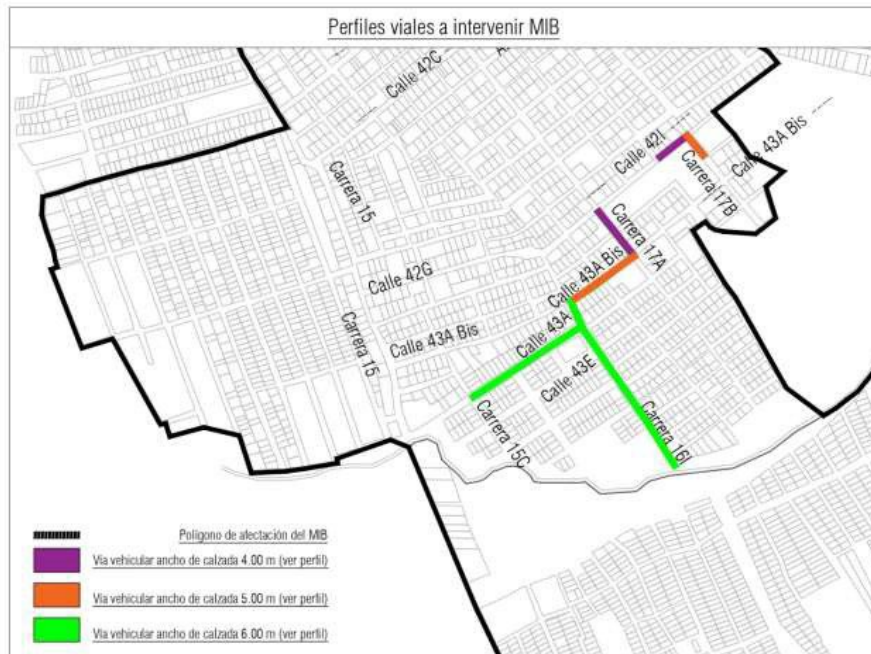 Perfiles viales a intervenir MIB
Calle 42C
Calle 42I
Calle 43A Bis
Carrera 17B
Carrera 15
Carrera 17A
Calle 42G
Calle 43A Bis
Carrera 15
Calle 43A Bis
Calle 43A
Calle 43E
Carrera 15C
Carrera 16I
Polígono de afectación del MIB
Vía vehicular ancho de calzada 4.00 m (ver perfil)
Vía vehicular ancho de calzada 5.00 m (ver perfil)
Vía vehicular ancho de calzada 6.00 m (ver perfil)